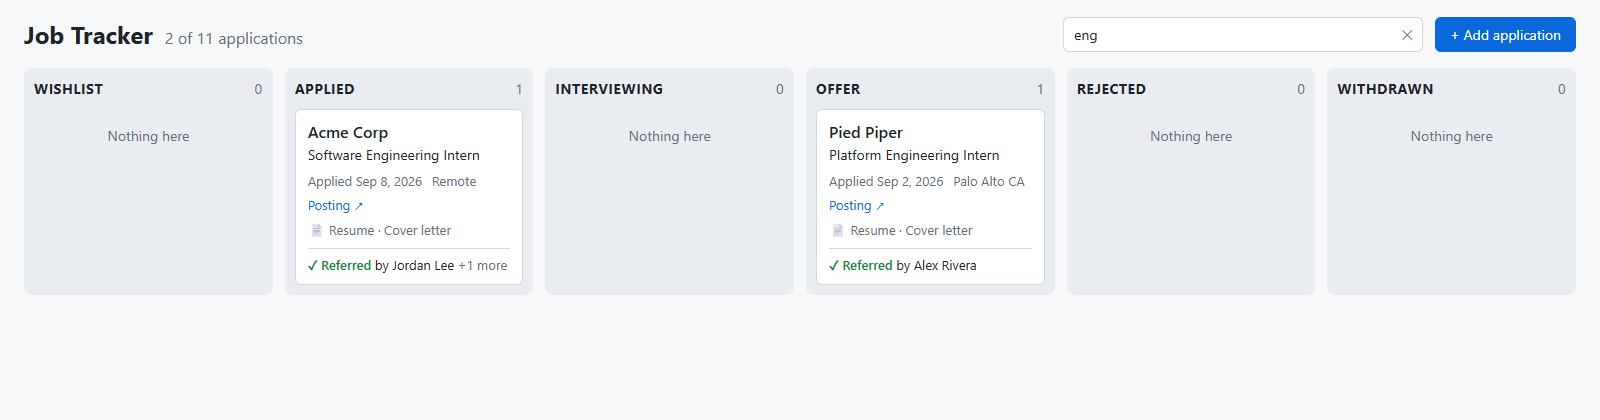 Job Tracker 2 of 11 applications
eng
+ Add application
WISHLIST 0
Nothing here
APPLIED 1
Acme Corp
Software Engineering Intern
Applied Sep 8, 2026 Remote
Posting ↗
Resume · Cover letter
✓ Referred by Jordan Lee +1 more
INTERVIEWING 0
Nothing here
OFFER 1
Pied Piper
Platform Engineering Intern
Applied Sep 2, 2026 Palo Alto CA
Posting ↗
Resume · Cover letter
✓ Referred by Alex Rivera
REJECTED 0
Nothing here
WITHDRAWN 0
Nothing here